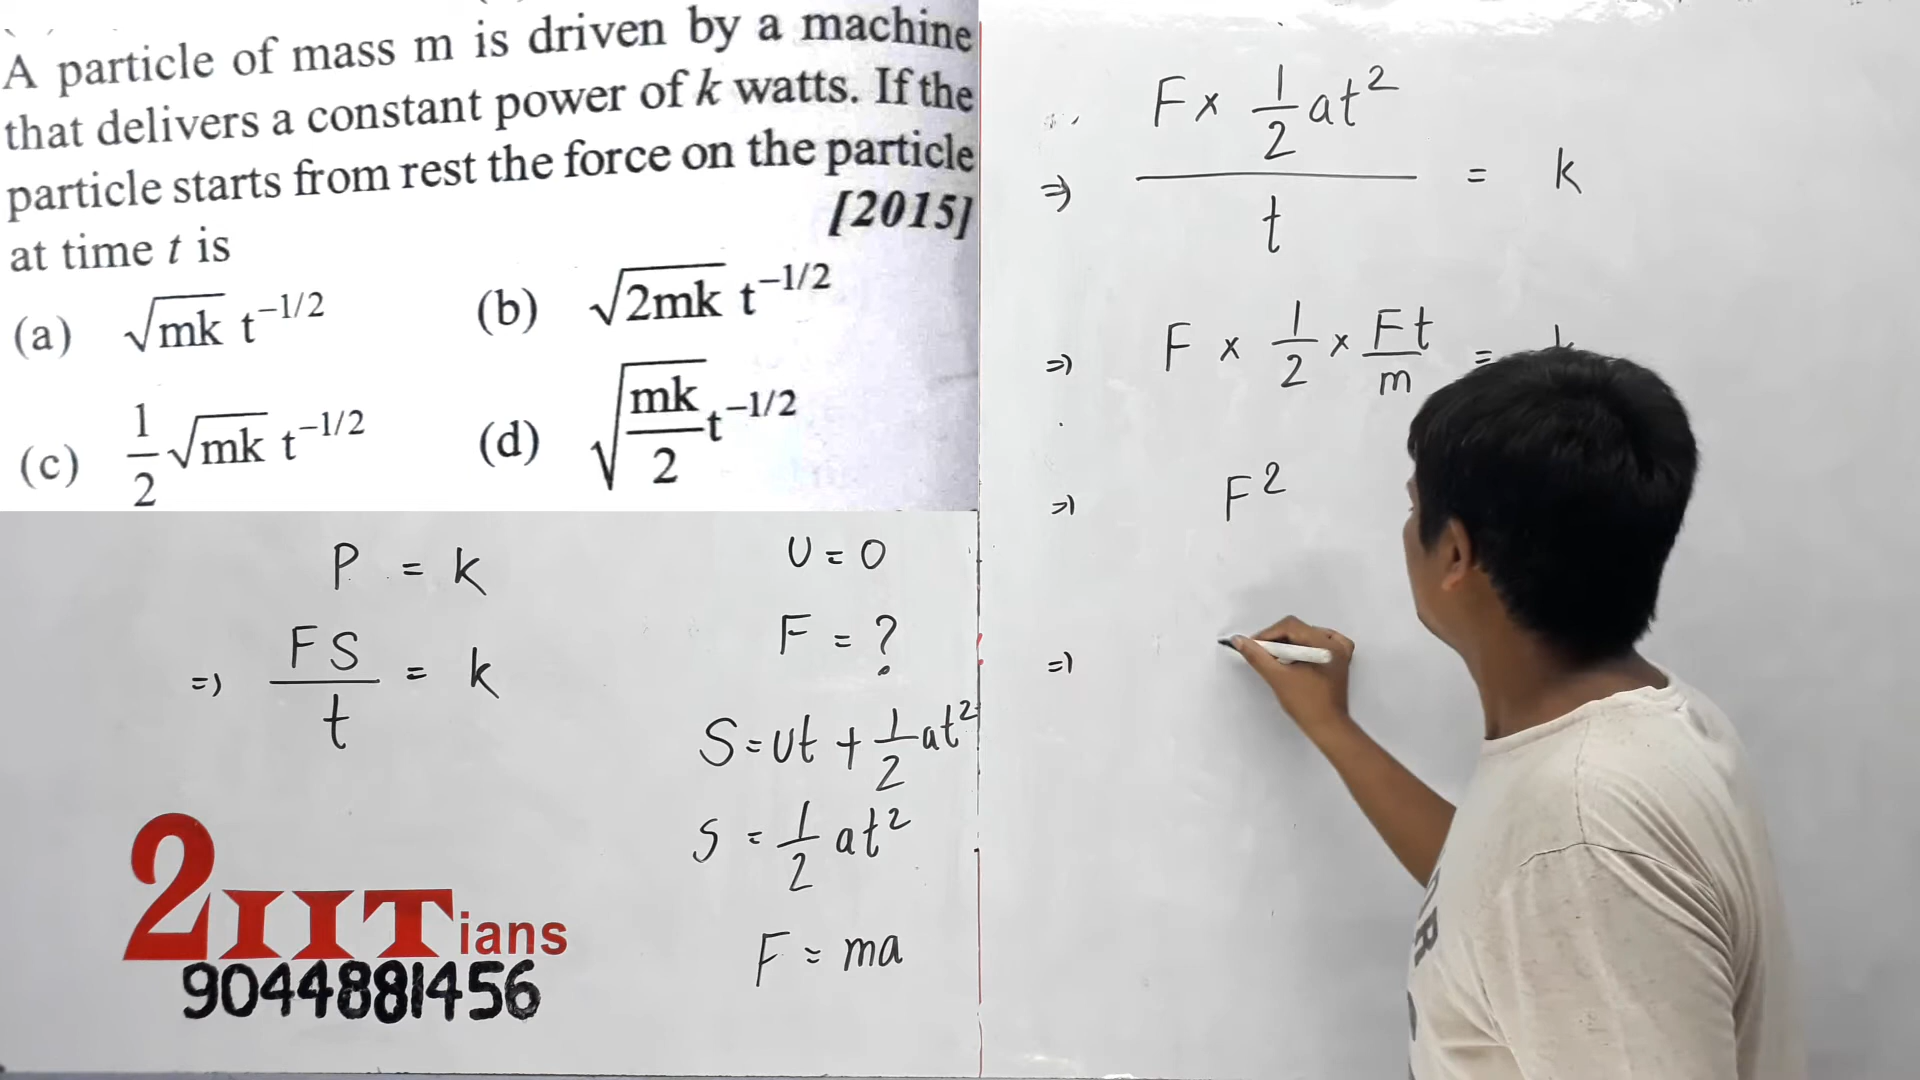 A particle of mass m is driven by a machine
that delivers a constant power of k watts. If the
particle starts from rest the force on the particle
at time t is
[2015]
(a) √mk t^−1/2
(b) √2mk t^−1/2
(c) 1/2 √mk t^−1/2
(d) √mk/2 t^−1/2
P = k
⇒ FS/t = k
U = 0
F = ?
S = ut + 1/2 at²
S = 1/2 at²
F = ma
2IITians
9044881456
⇒ F × 1/2 at² / t = k
⇒ F × 1/2 × Ft/m =
⇒ F²
⇒